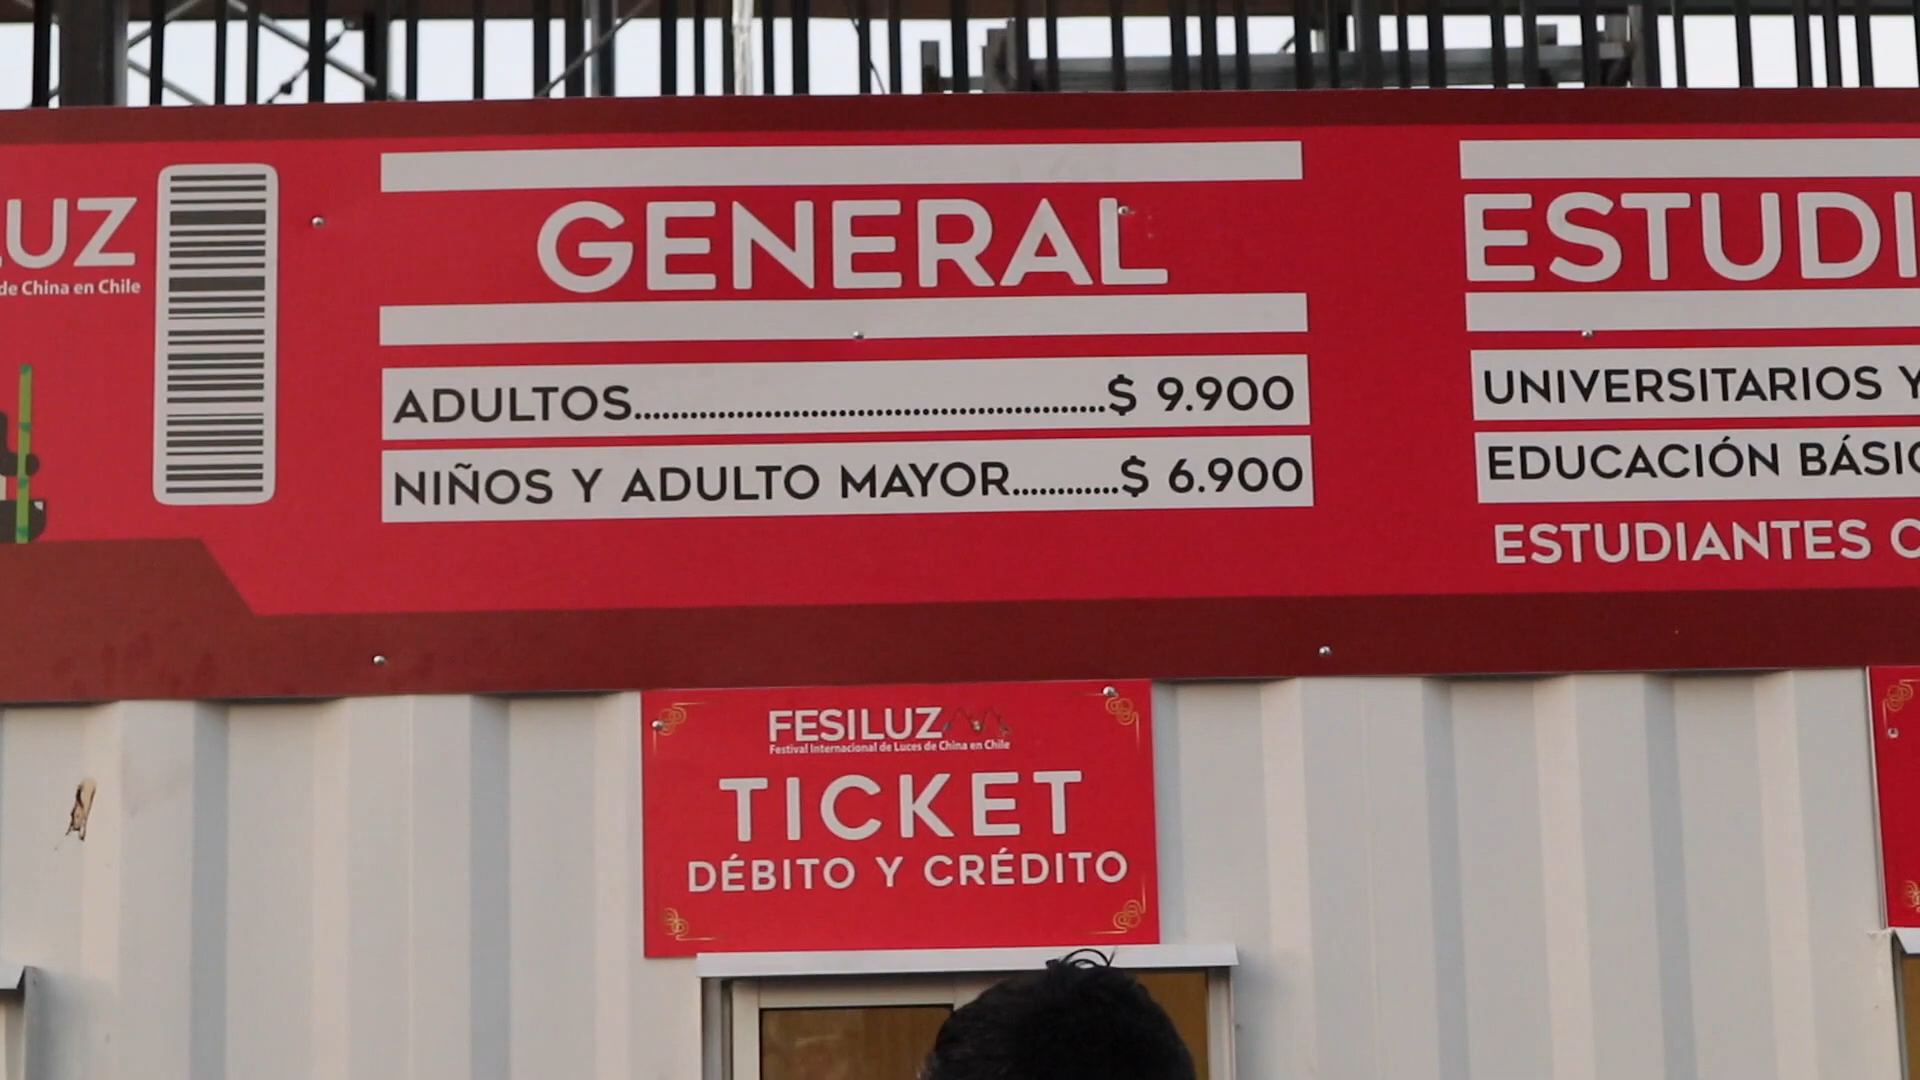 LUZ
de China en Chile
GENERAL
ADULTOS..................................................$ 9.900
NIÑOS Y ADULTO MAYOR............$ 6.900
ESTUDI
UNIVERSITARIOS Y
EDUCACIÓN BÁSIC
ESTUDIANTES C
FESILUZ
Festival Internacional de Luces de China en Chile
TICKET
DÉBITO Y CRÉDITO